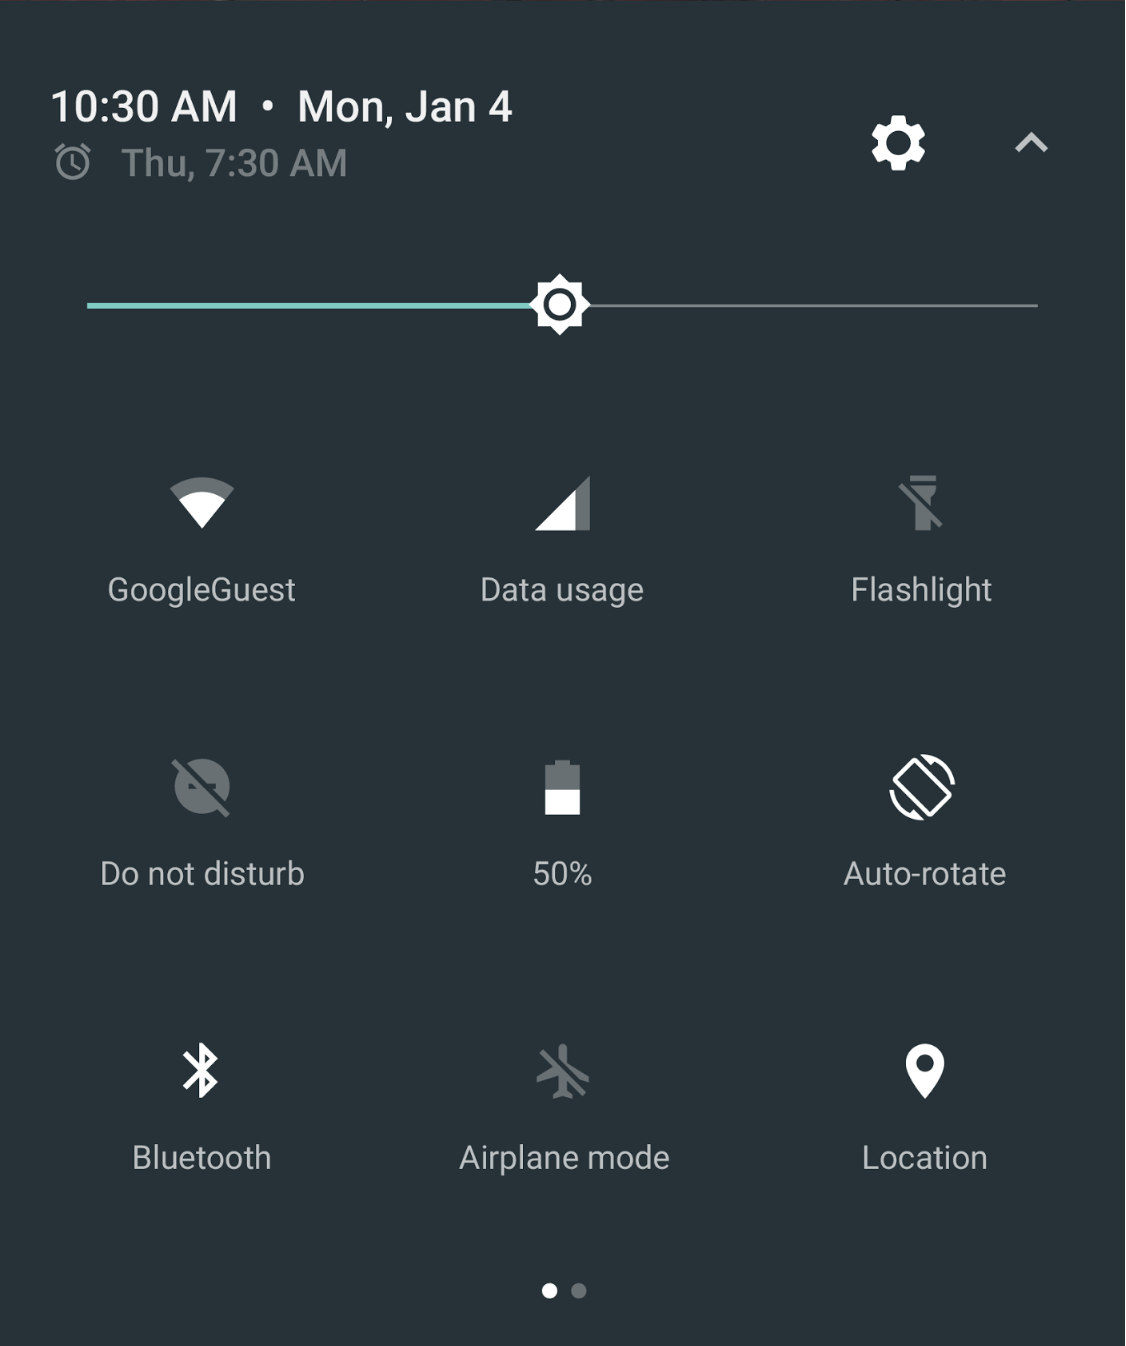 10:30 AM • Mon, Jan 4
Thu, 7:30 AM
GoogleGuest
Data usage
Flashlight
Do not disturb
50%
Auto-rotate
Bluetooth
Airplane mode
Location